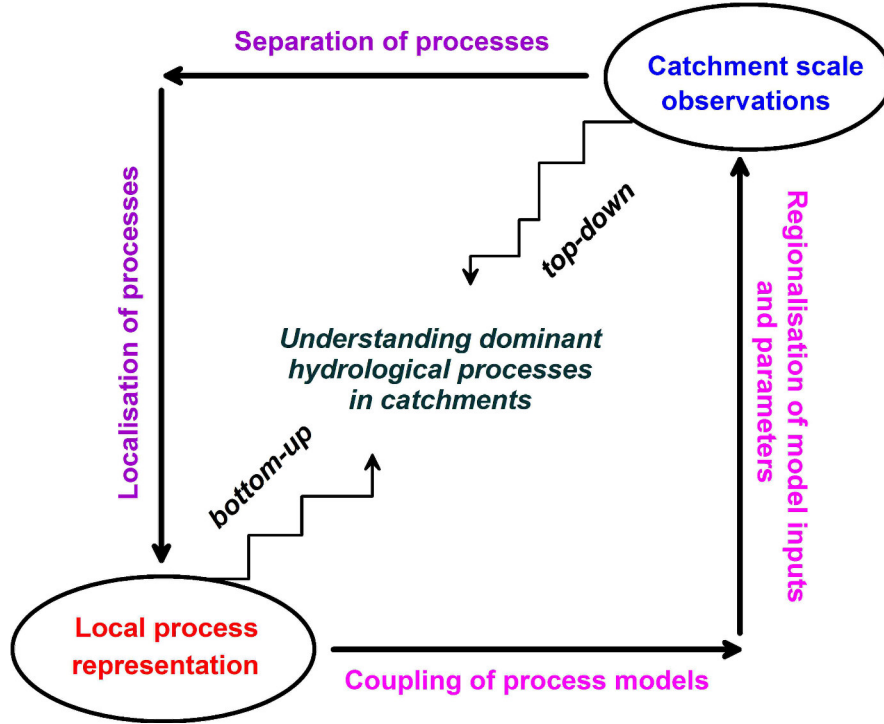 Separation of processes
Catchment scale
observations
Localisation of processes
top-down
Regionalisation of model inputs
and parameters
Understanding dominant
hydrological processes
in catchments
bottom-up
Local process
representation
Coupling of process models